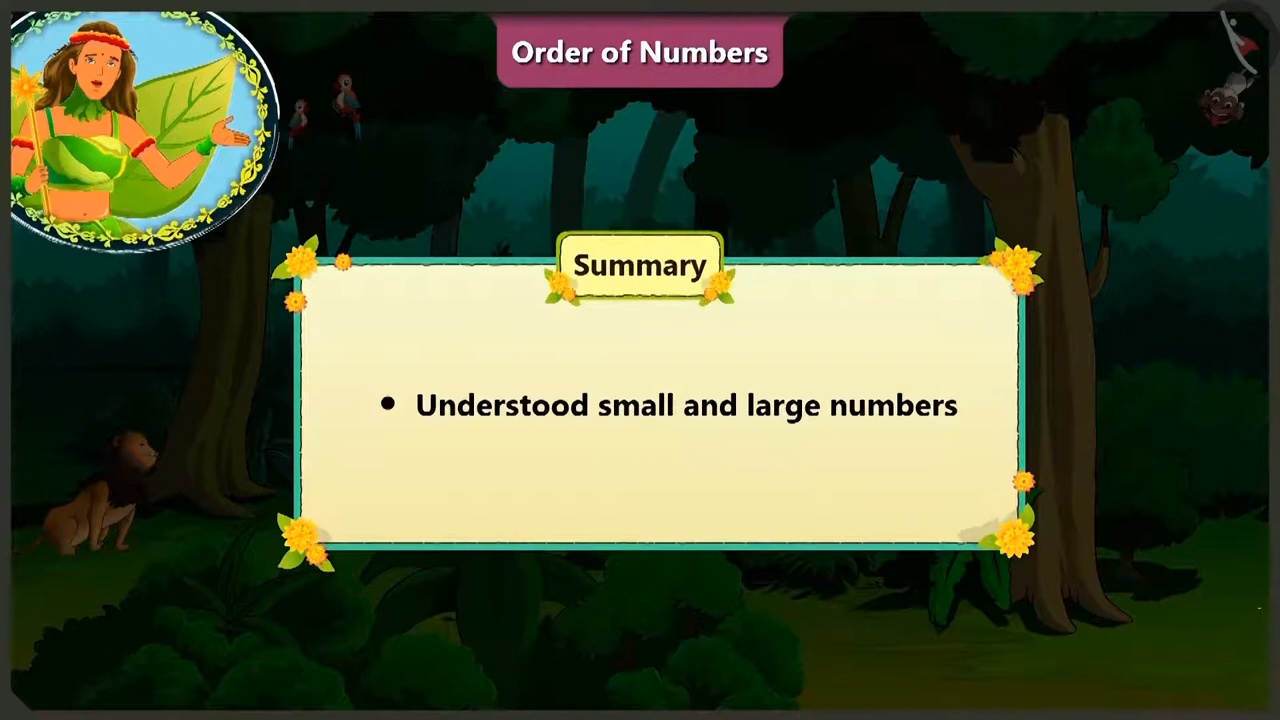 Order of Numbers
Summary
• Understood small and large numbers